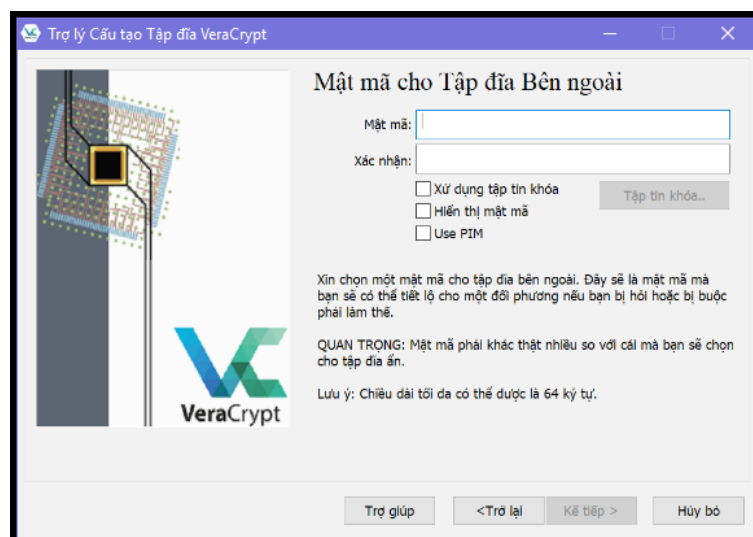 Trợ lý Cấu tạo Tập đĩa VeraCrypt
Mật mã cho Tập đĩa Bên ngoài
Mật mã:
Xác nhận:
Xử dụng tập tin khóa
Tập tin khóa..
Hiển thị mật mã
Use PIM
Xin chọn một mật mã cho tập đĩa bên ngoài. Đây sẽ là mật mã mà
bạn sẽ có thể tiết lộ cho một đối phương nếu bạn bị hỏi hoặc bị buộc
phải làm thế.
QUAN TRỌNG: Mật mã phải khác thật nhiều so với cái mà bạn sẽ chọn
cho tập đĩa ẩn.
Lưu ý: Chiều dài tối đa có thể được là 64 ký tự.
VeraCrypt
Trợ giúp
<Trở lại
Kế tiếp >
Hủy bỏ